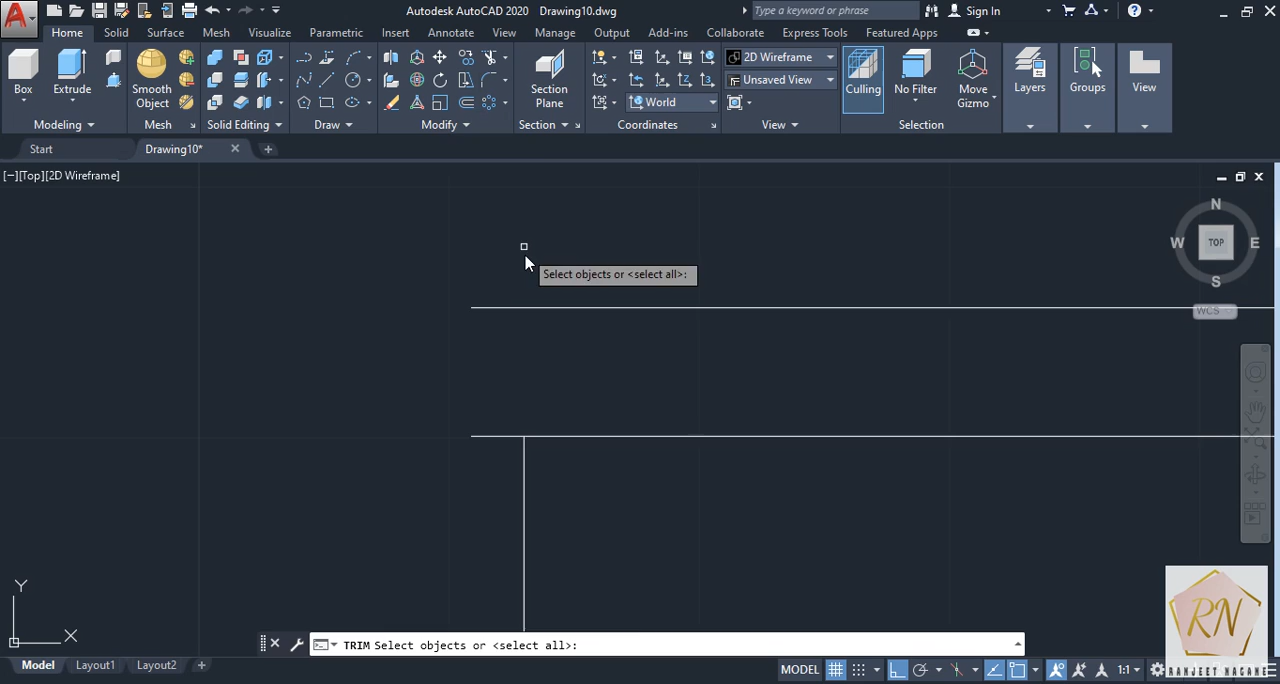 Autodesk AutoCAD 2020 Drawing10.dwg
Type a keyword or phrase
Sign In
Home Solid Surface Mesh Visualize Parametric Insert Annotate View Manage Output Add-ins Collaborate Express Tools Featured Apps
Box
Extrude
Smooth
Object
Section
Plane
World
2D Wireframe
Unsaved View
Culling
No Filter
Move
Gizmo
Layers
Groups
View
Modeling Mesh Solid Editing Draw Modify Section Coordinates View Selection
Start Drawing10*
[−][Top][2D Wireframe]
N
W TOP E
S
WCS
Select objects or <select all>:
Y
X
TRIM Select objects or <select all>:
Model Layout1 Layout2
MODEL 1:1
RN
RANJEET NAGANE